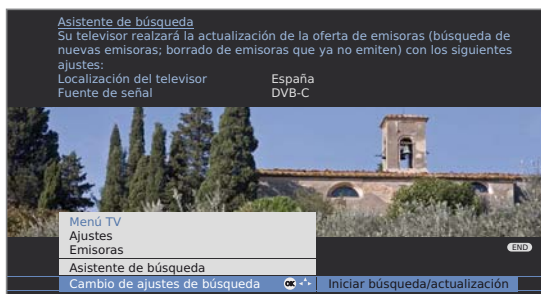 Asistente de búsqueda
Su televisor realzará la actualización de la oferta de emisoras (búsqueda de
nuevas emisoras; borrado de emisoras que ya no emiten) con los siguientes
ajustes:
Localización del televisor España
Fuente de señal DVB-C
END
Menú TV
Ajustes
Emisoras
Asistente de búsqueda
Cambio de ajustes de búsqueda OK Iniciar búsqueda/actualización